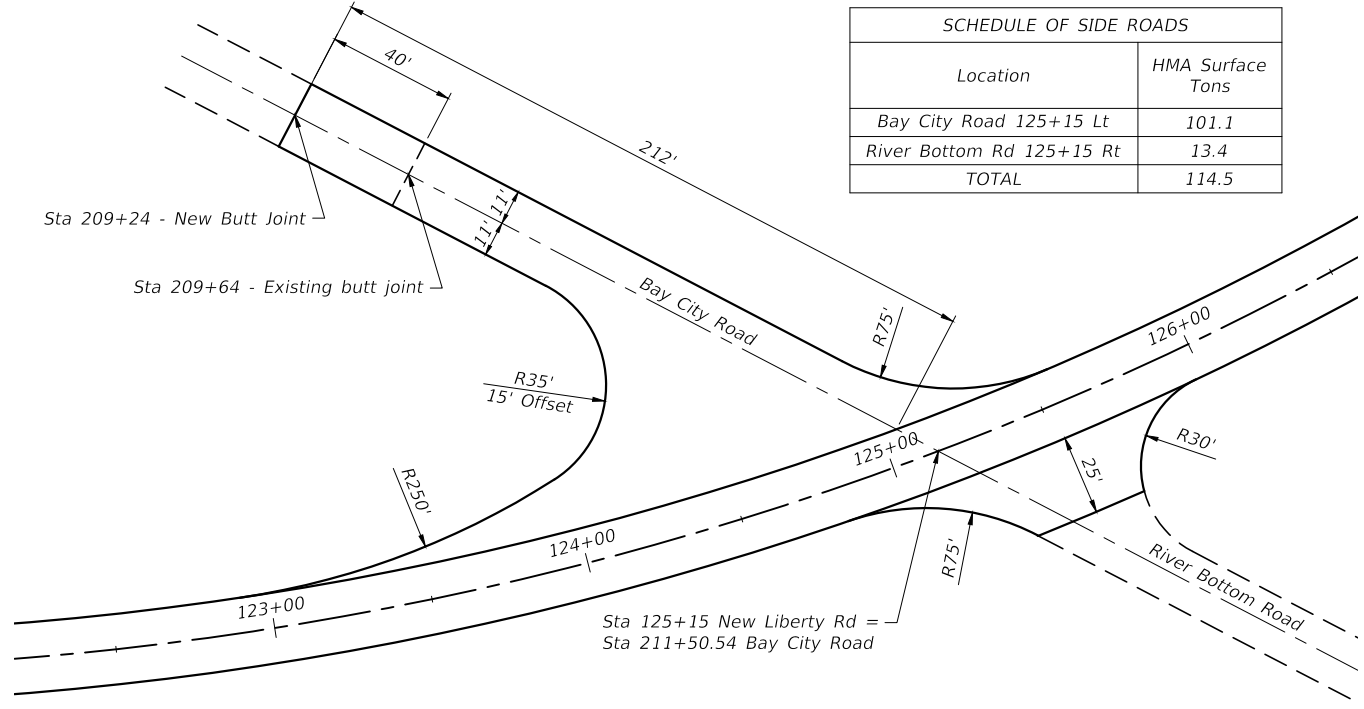 SCHEDULE OF SIDE ROADS
Location
HMA Surface
Tons
Bay City Road 125+15 Lt
101.1
River Bottom Rd 125+15 Rt
13.4
TOTAL
114.5
40'
212'
Sta 209+24 - New Butt Joint
11'
11'
Sta 209+64 - Existing butt joint
Bay City Road
R75'
126+00
R35'
15' Offset
125+00
R30'
25'
R250'
124+00
R75'
River Bottom Road
123+00
Sta 125+15 New Liberty Rd =
Sta 211+50.54 Bay City Road